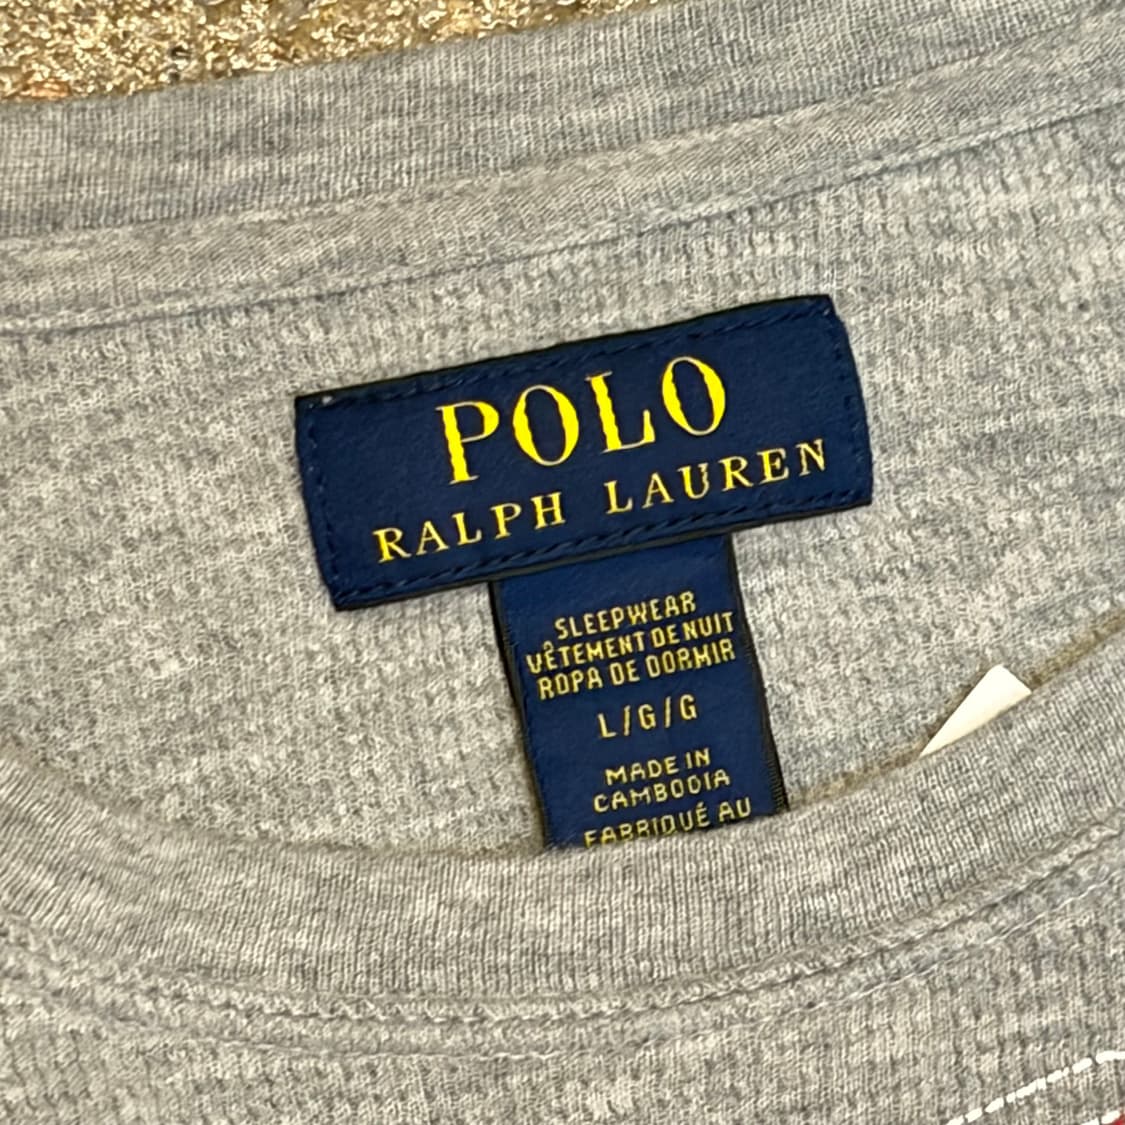 POLO
RALPH LAUREN
SLEEPWEAR
VÊTEMENT DE NUIT
ROPA DE DORMIR
L/G/G
MADE IN
CAMBODIA
FABRIQUÉ AU